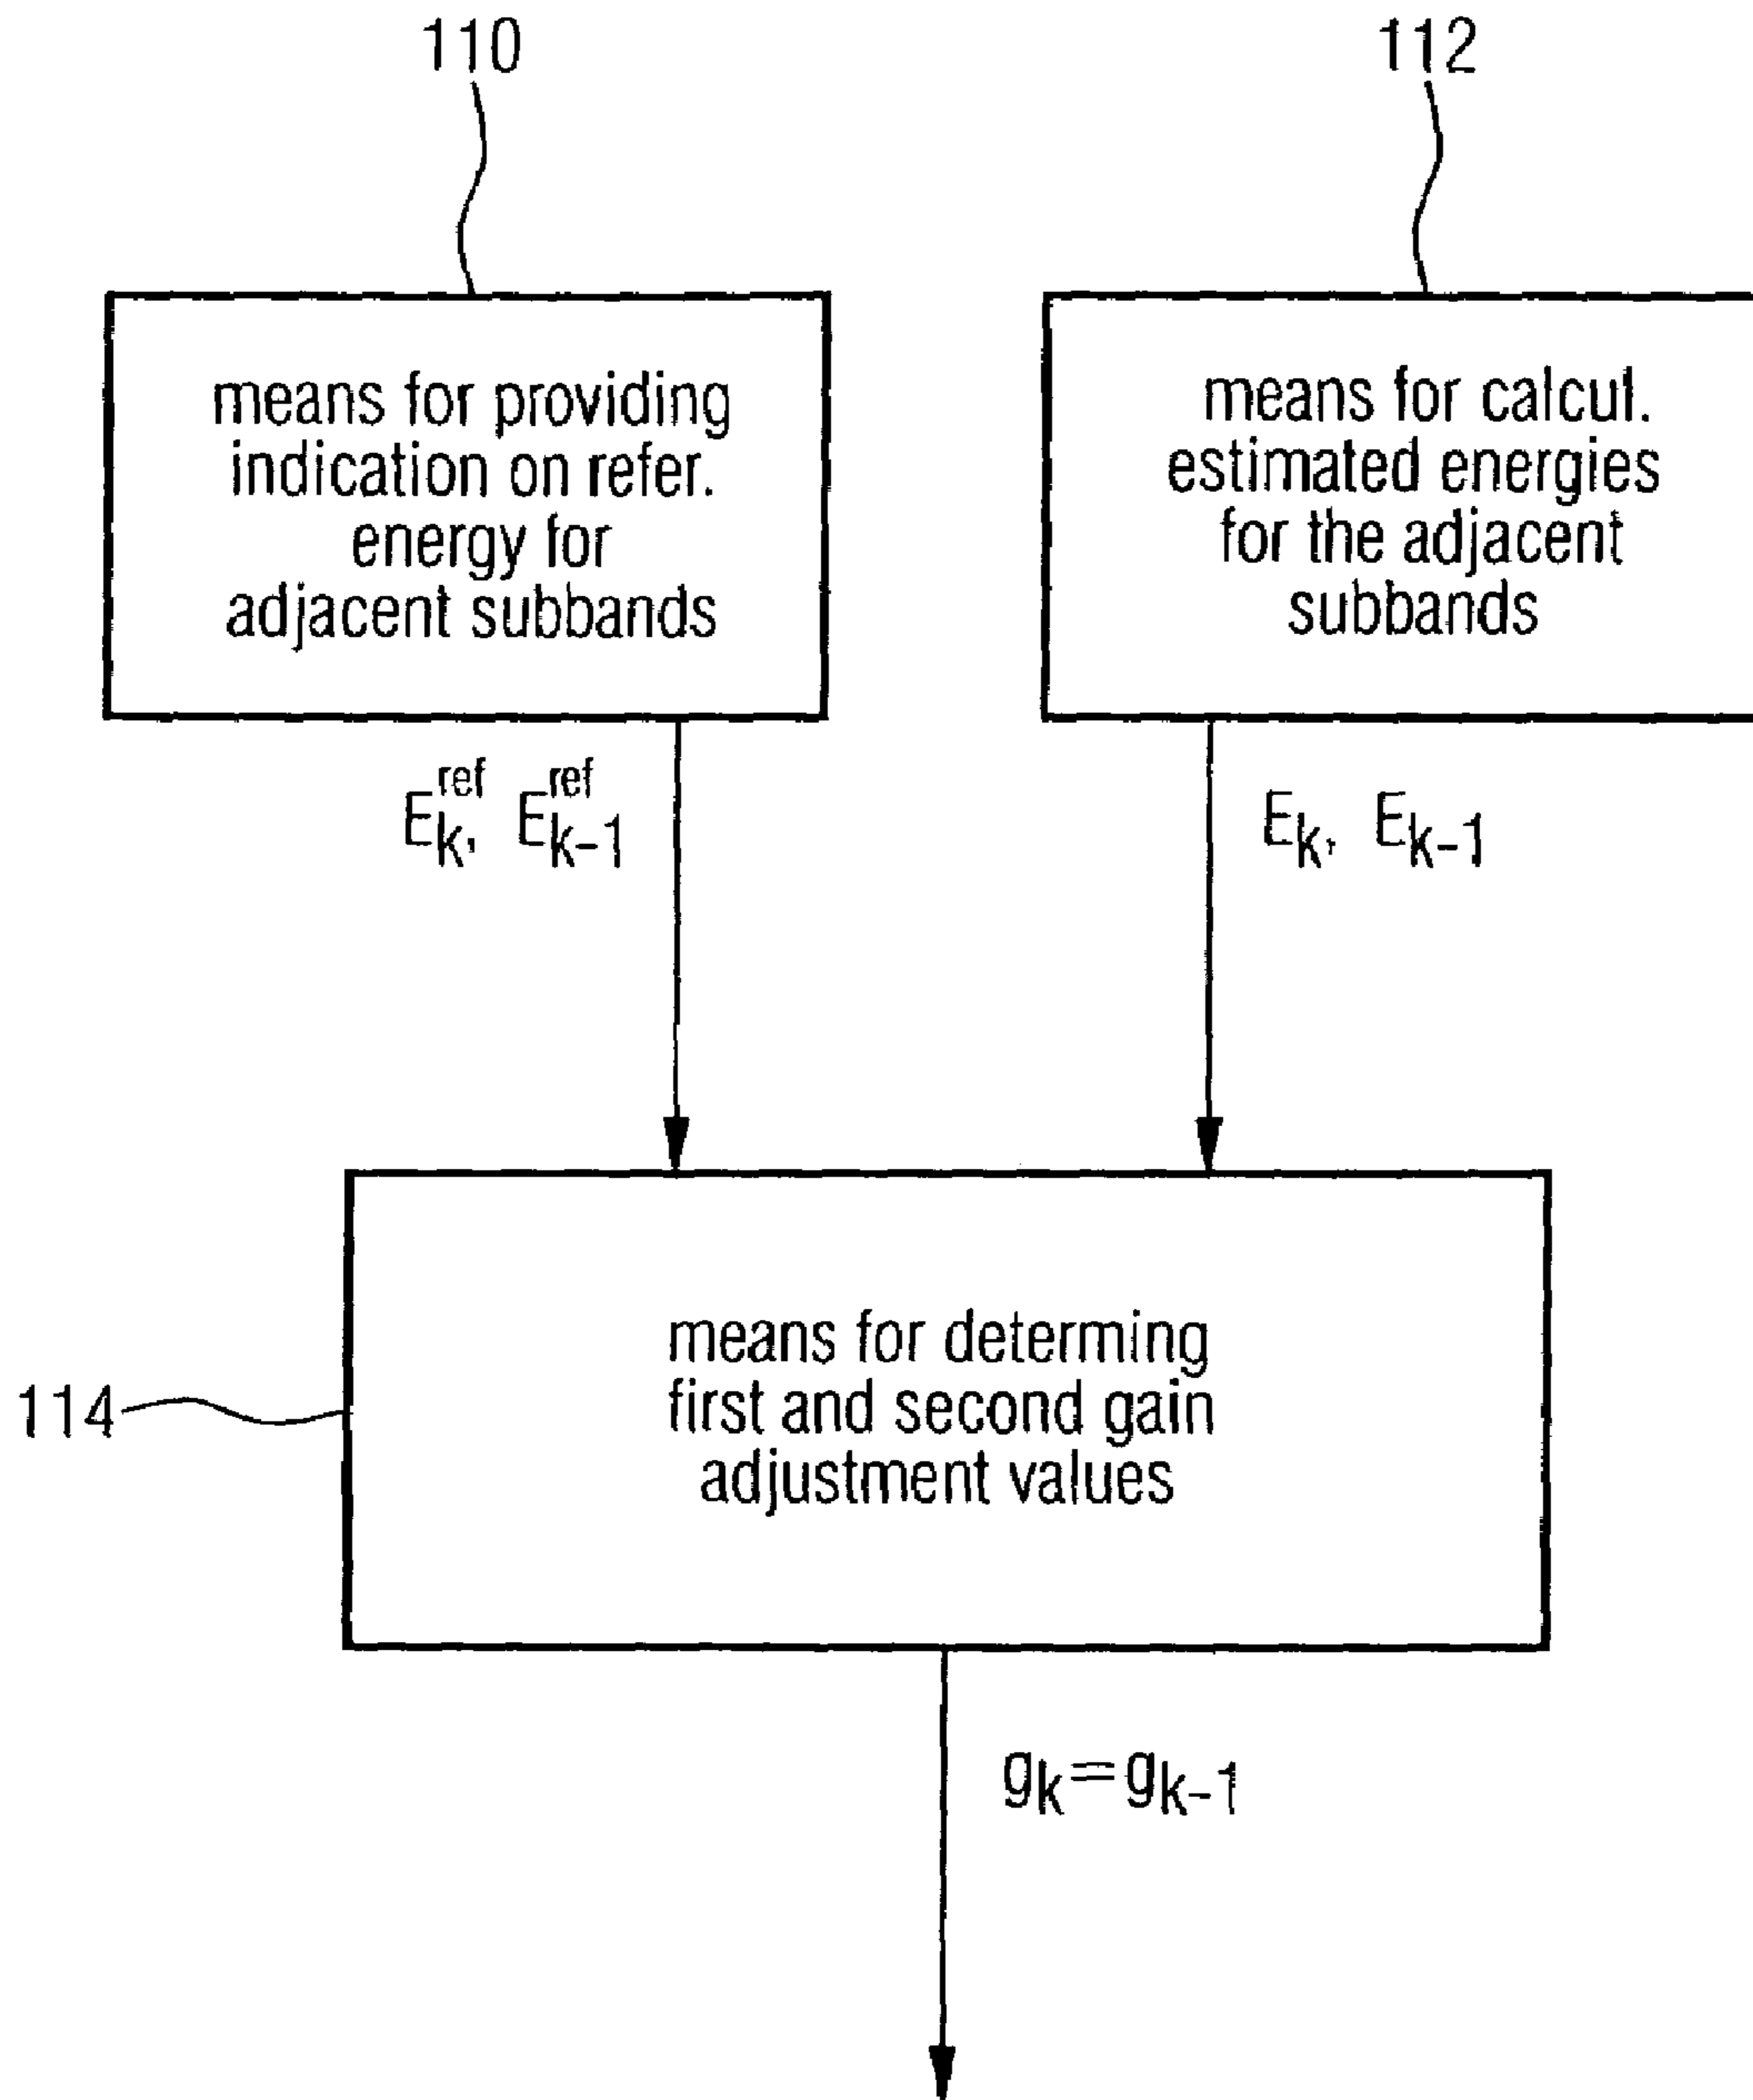 110
112
means for providing
indication on refer.
energy for
adjacent subbands
means for calcul.
estimated energies
for the adjacent
subbands
E_k^ref, E_k-1^ref
E_k, E_k-1
means for determing
first and second gain
adjustment values
114
g_k=g_k-1